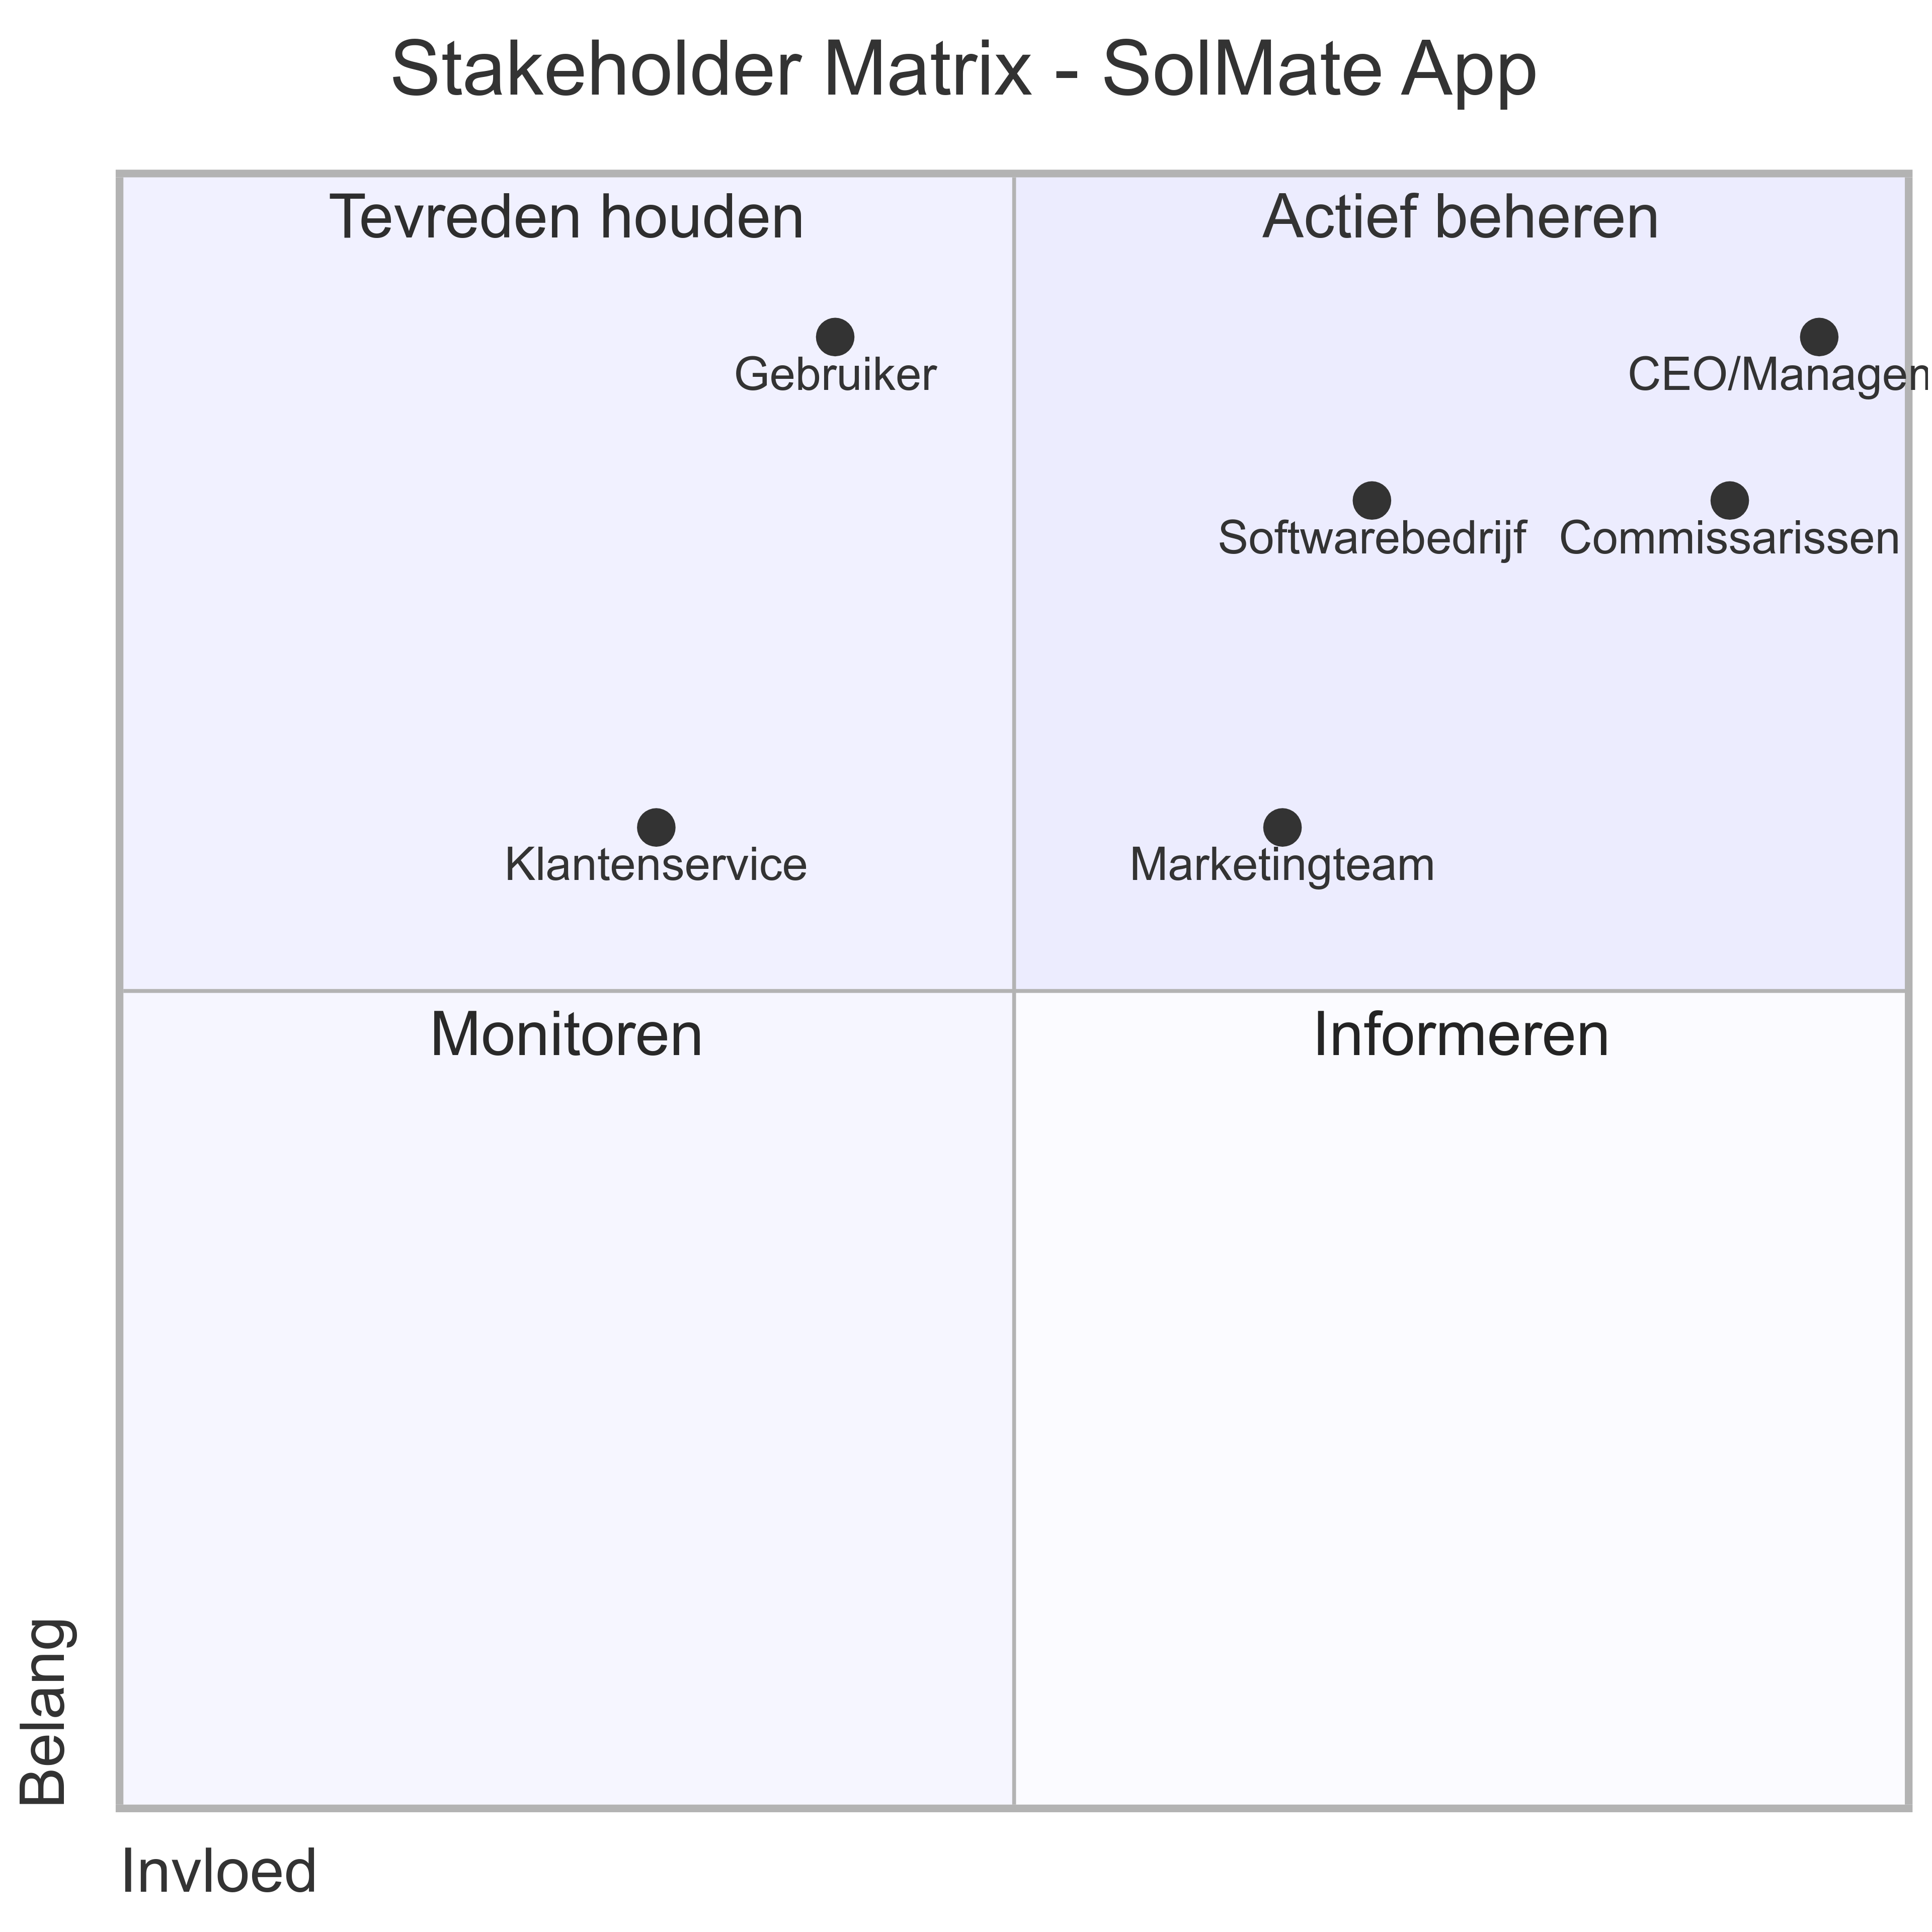 Stakeholder Matrix - SolMate App
Tevreden houden
Actief beheren
Gebruiker
CEO/Managen
Softwarebedrijf
Commissarissen
Klantenservice
Marketingteam
Monitoren
Informeren
Belang
Invloed